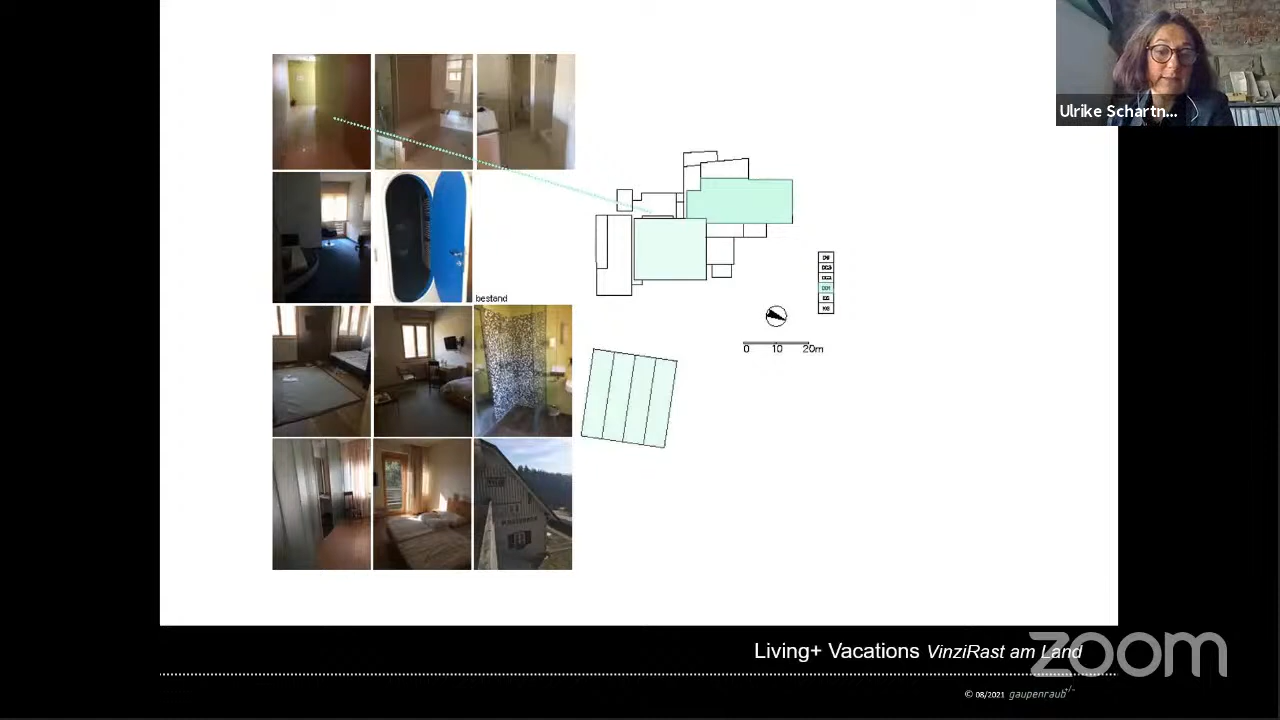 Ulrike Schartn...
bestand
0 10 20m
Living+ Vacations VinziRast am Land
zoom
© 08/2021 gaupenraub+/-